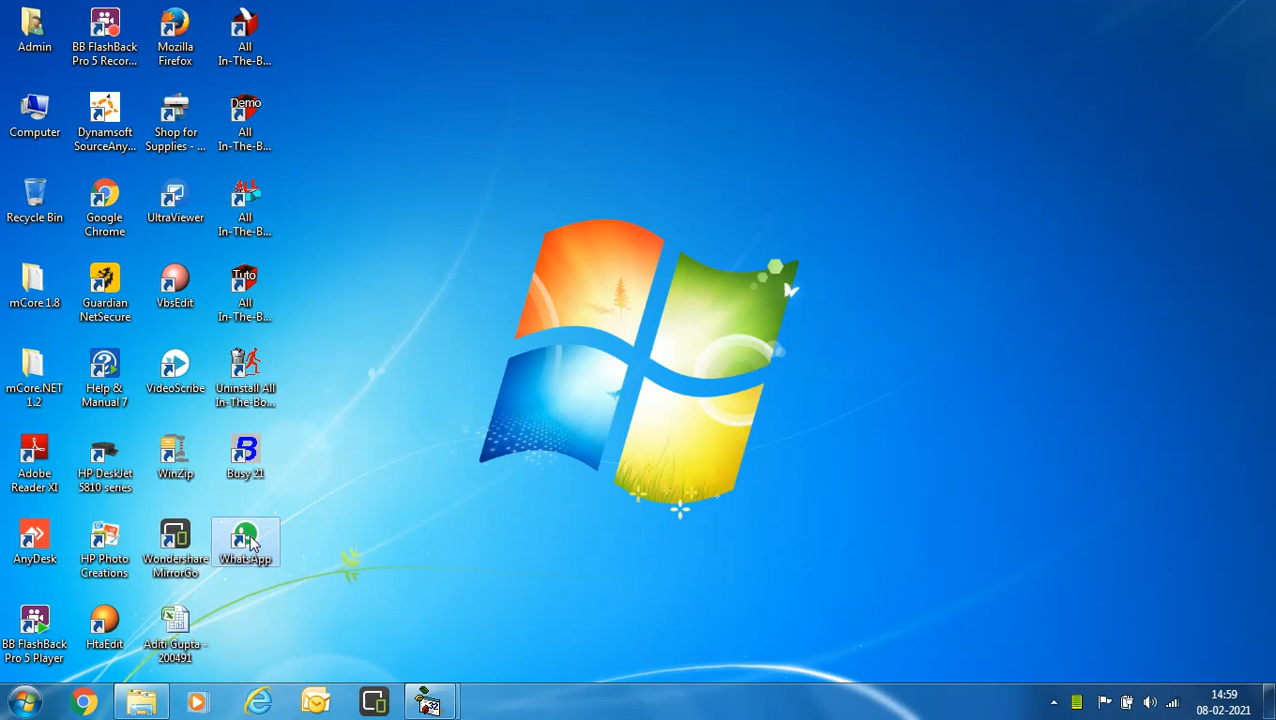 Admin
BB FlashBack
Pro 5 Recor...
Mozilla
Firefox
All
In-The-B...
Computer
Dynamsoft
SourceAny...
Shop for
Supplies - ...
Demo
All
In-The-B...
Recycle Bin
Google
Chrome
UltraViewer
ALL
All
In-The-B...
mCore.1.8
Guardian
NetSecure
VbsEdit
Tuto
All
In-The-B...
mCore.NET
1.2
Help &
Manual 7
VideoScribe
Uninstall All
In-The-Bo...
Adobe
Reader XI
HP DeskJet
5810 series
WinZip
B
Busy 21
AnyDesk
HP Photo
Creations
Wondershare
MirrorGo
WhatsApp
BB FlashBack
Pro 5 Player
HtaEdit
Aditi Gupta -
200491
32
14:59
08-02-2021